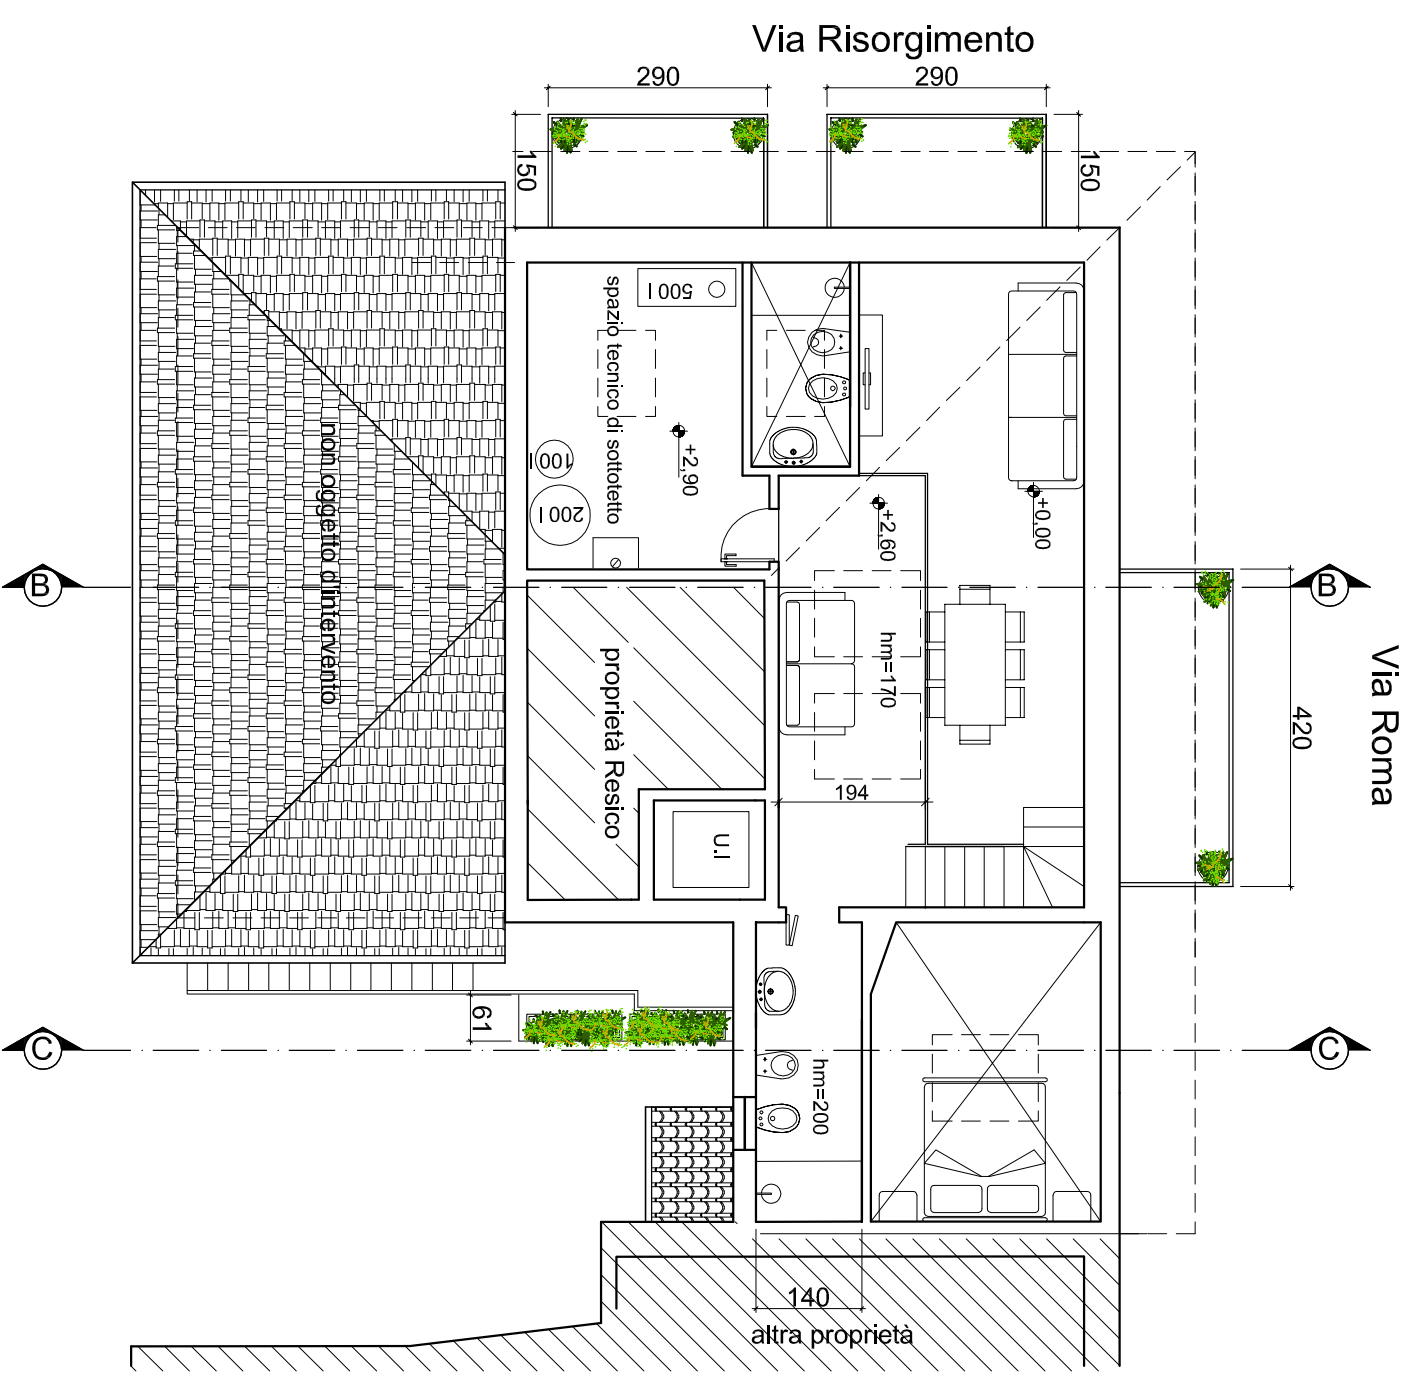 Via Risorgimento
290
290
150
150
500 l
spazio tecnico di sottotetto
+2,90
100 l
200 l
+2,60
+0,00
non oggetto d'intervento
B
B
Via Roma
420
hm=170
proprietà Resico
194
U.I
61
C
C
hm=200
140
altra proprietà